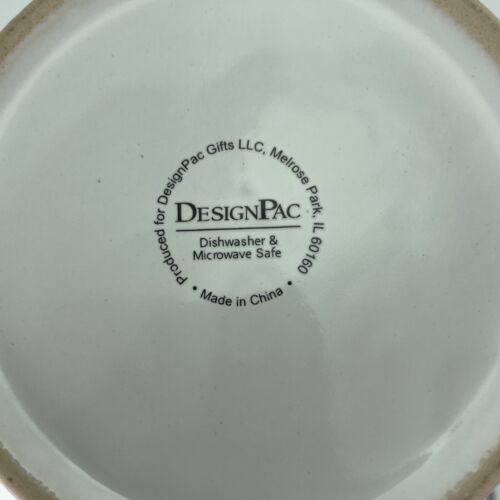 Produced for DesignPac Gifts LLC, Melrose Park, IL 60160
DESIGNPAC
Dishwasher &
Microwave Safe
• Made in China •